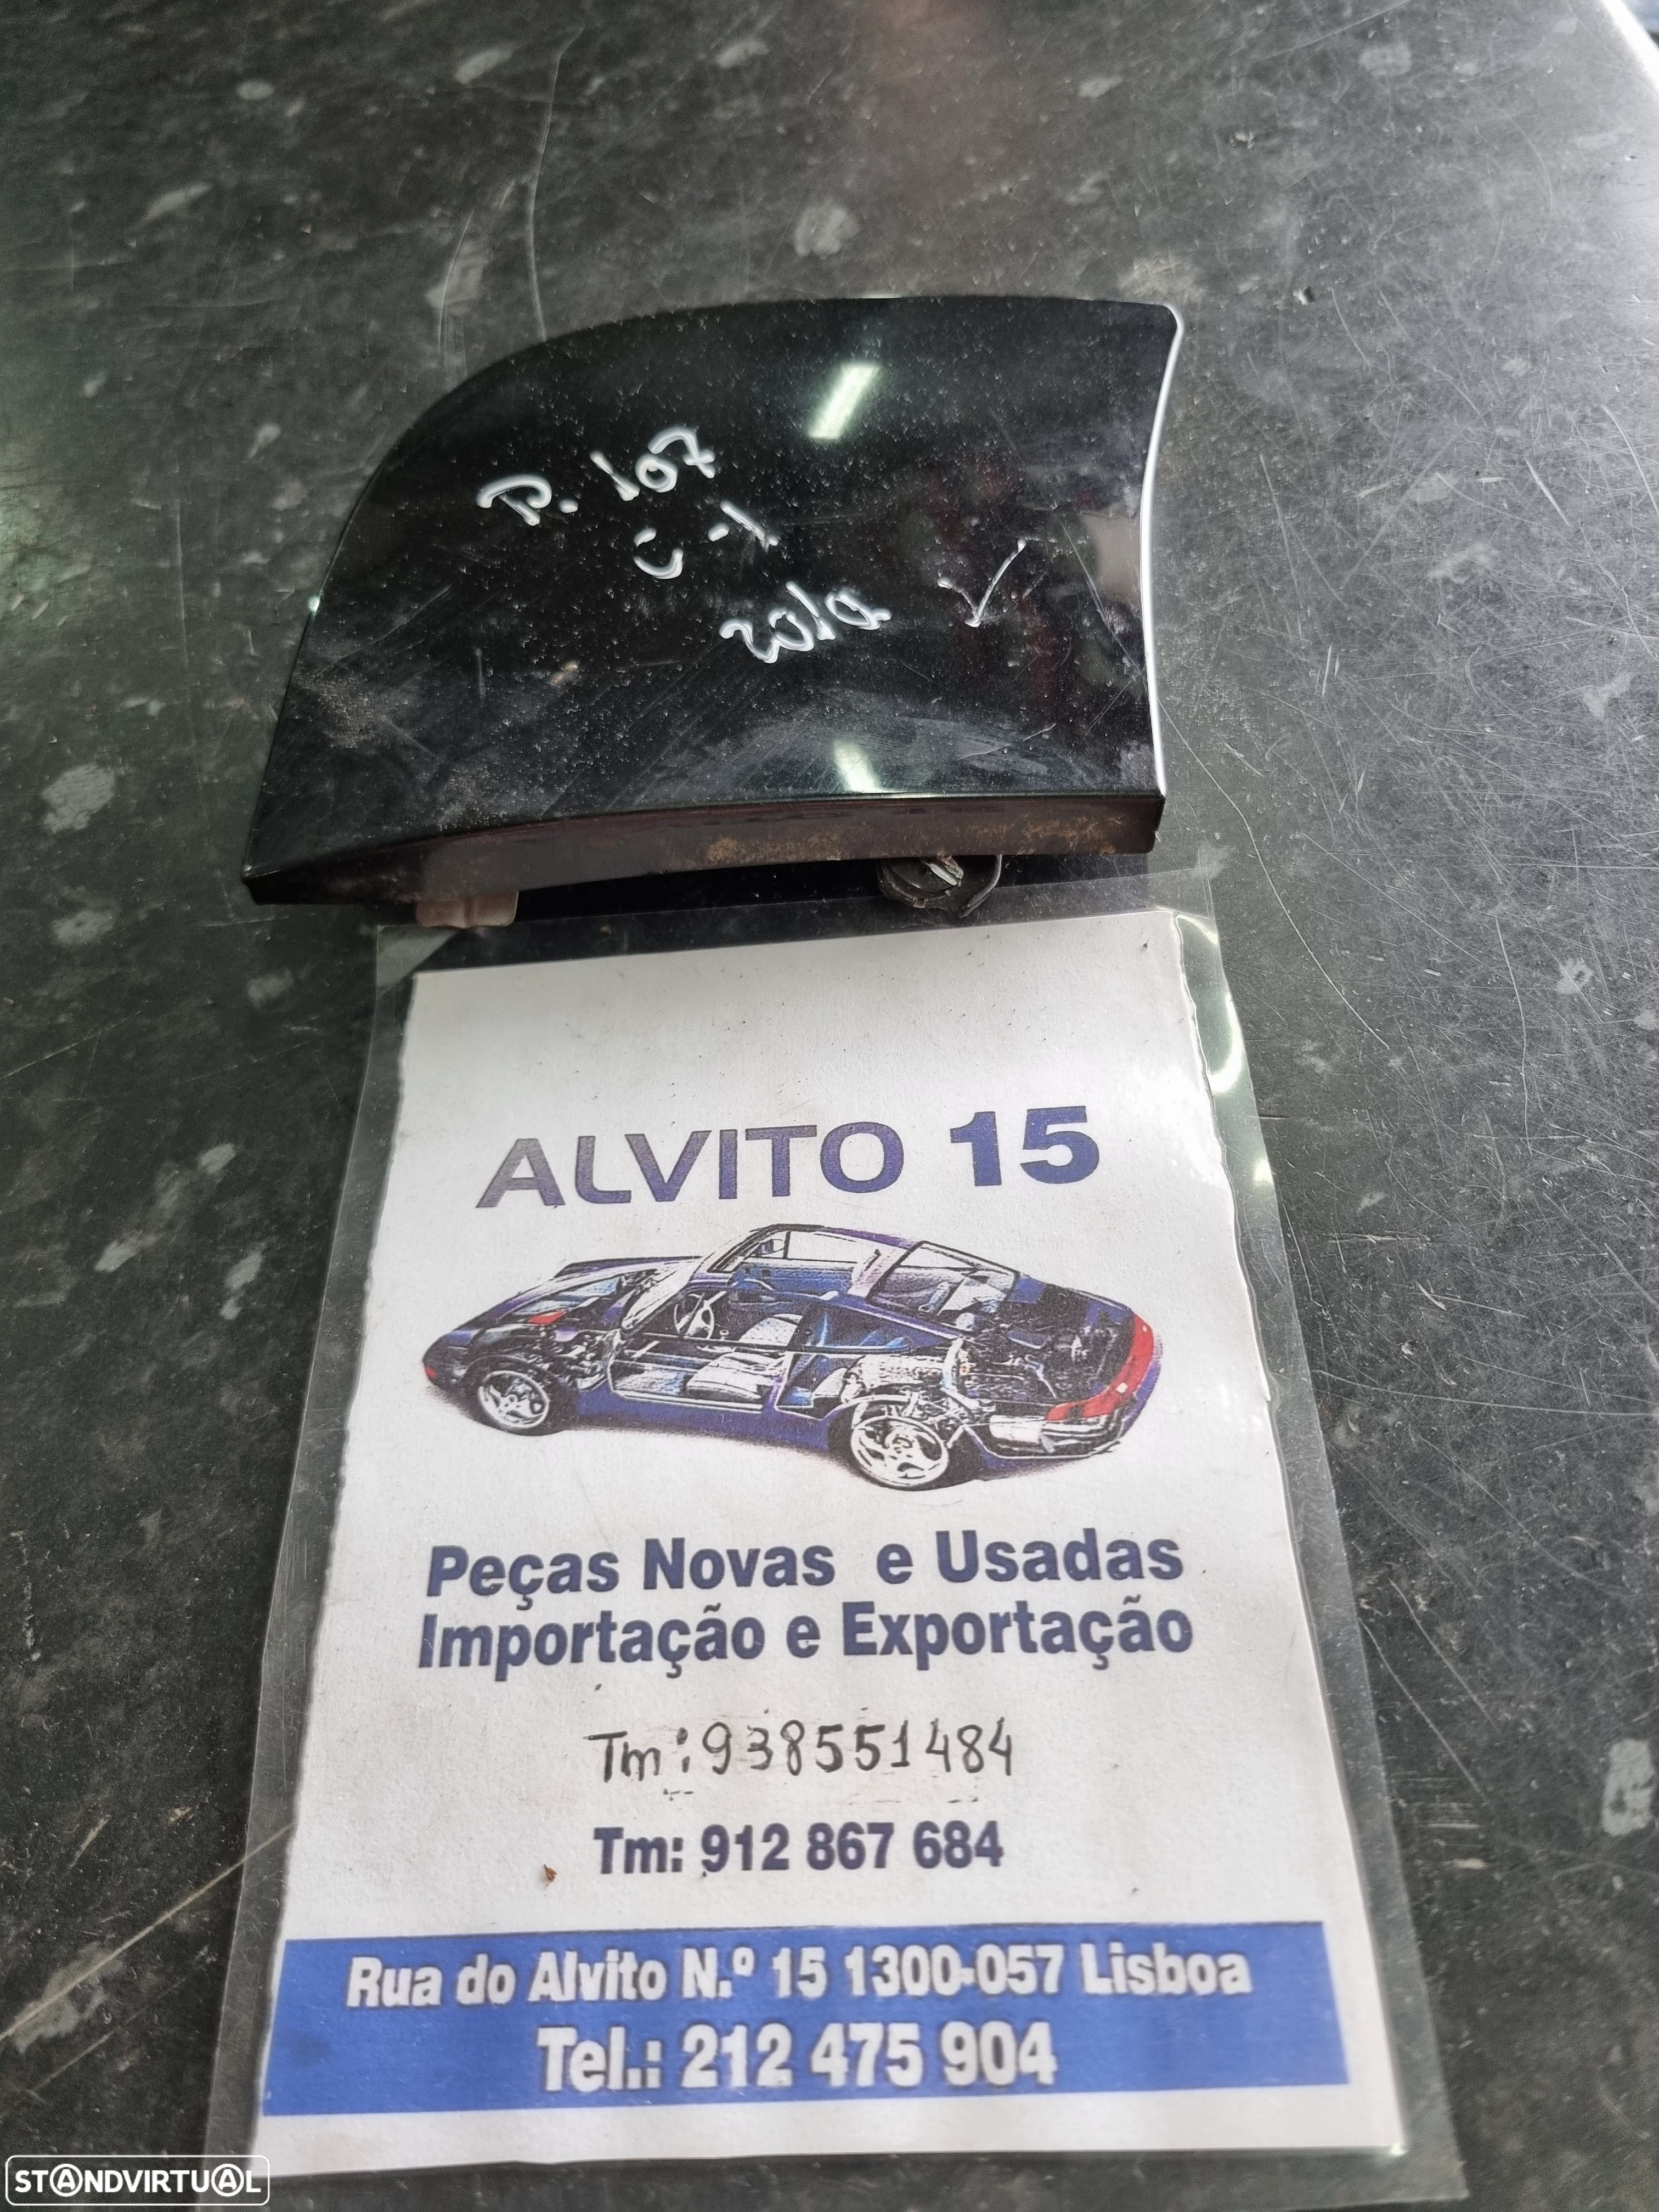 P. 107
C-1
2010
ALVITO 15
Peças Novas e Usadas
Importação e Exportação
Tm: 938551484
Tm: 912 867 684
Rua do Alvito N.º 15 1300-057 Lisboa
Tel.: 212 475 904
STANDVIRTUAL